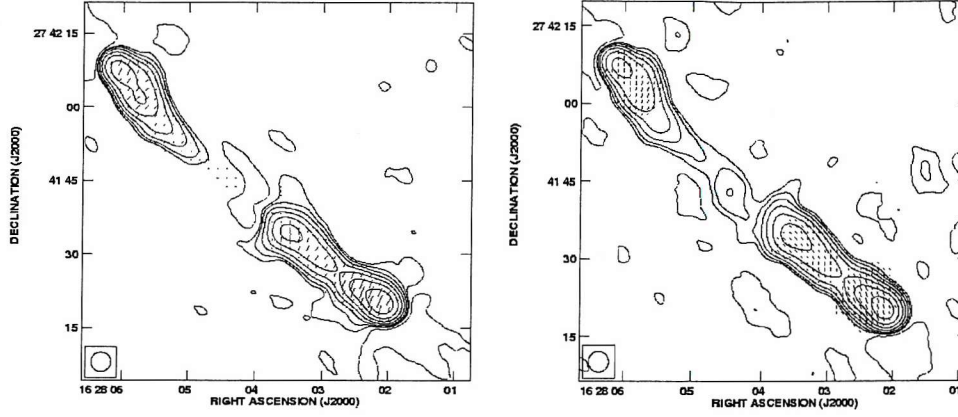 27 42 15
00
41 45
30
15
DECLINATION (J2000)
16 28 06
05
04
03
02
01
RIGHT ASCENSION (J2000)
27 42 15
00
41 45
30
15
DECLINATION (J2000)
16 28 06
05
04
03
02
01
RIGHT ASCENSION (J2000)